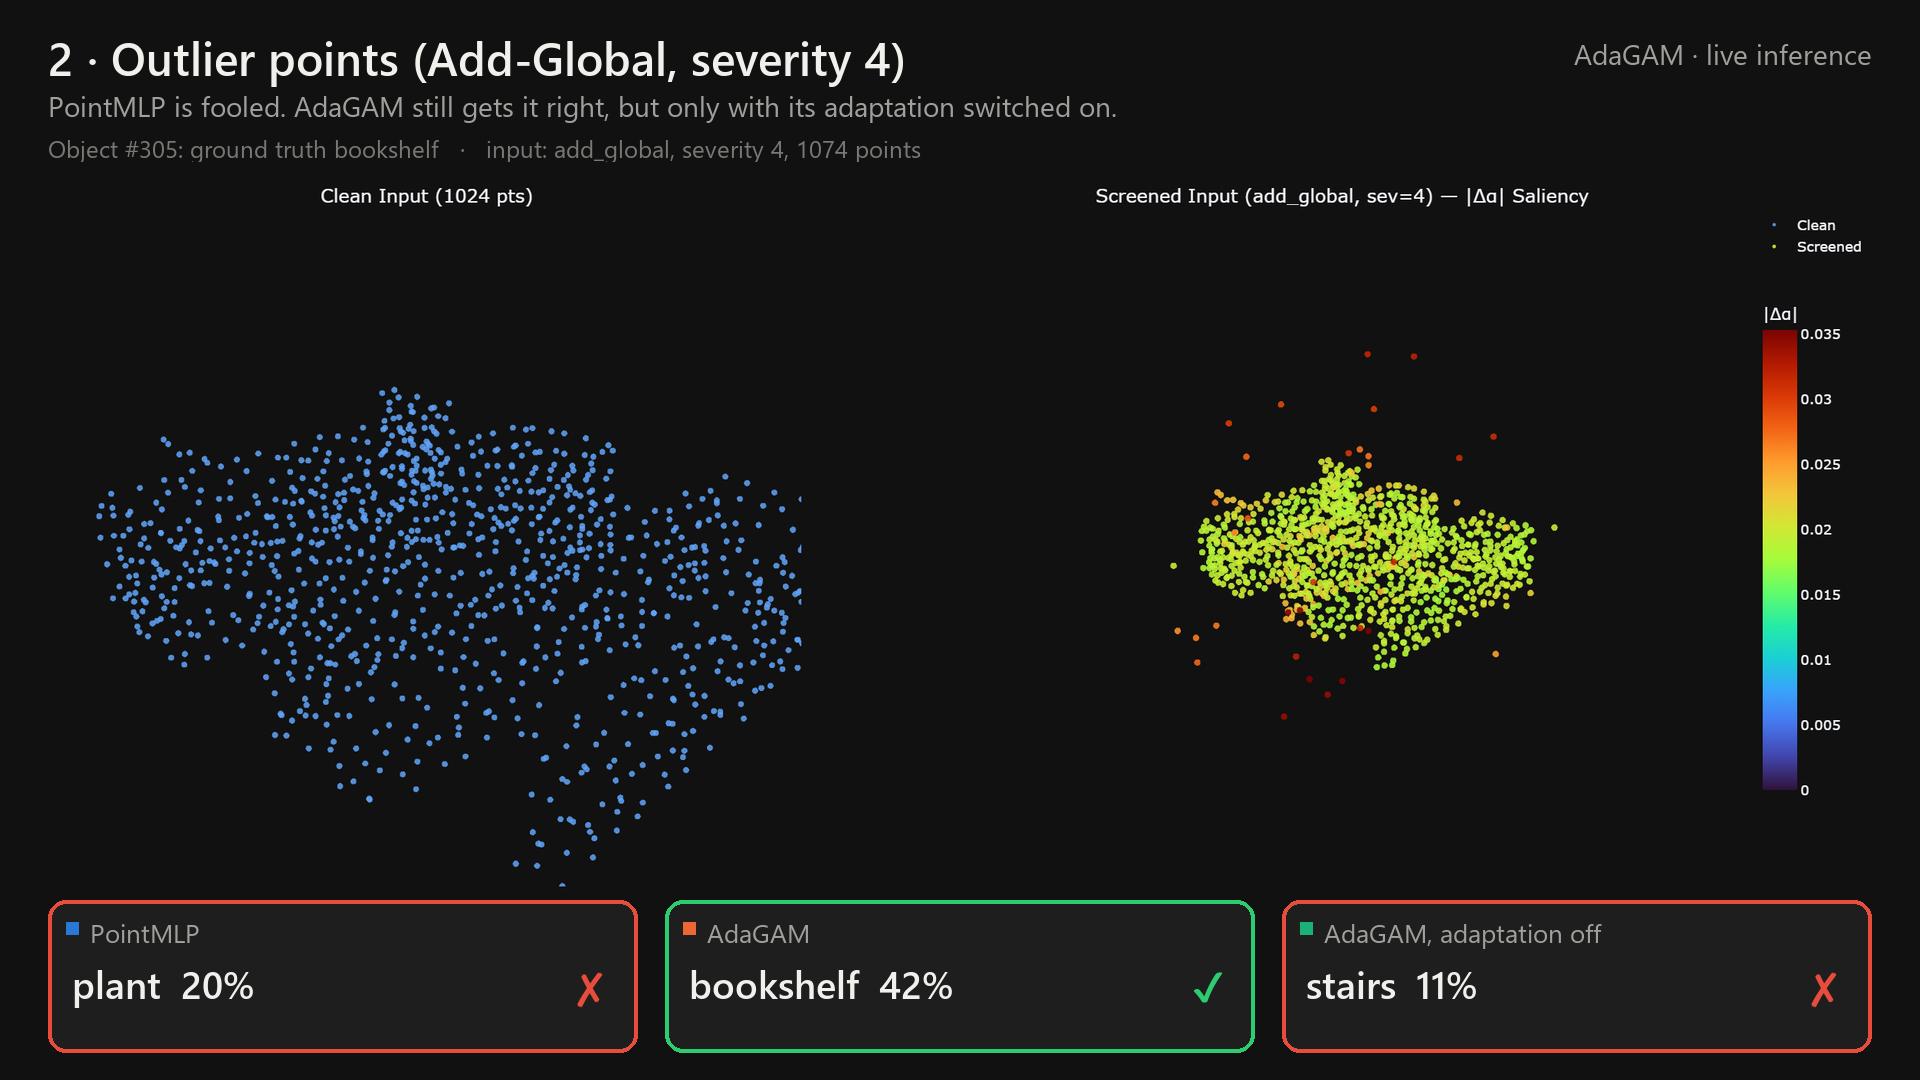 2 · Outlier points (Add-Global, severity 4)
AdaGAM · live inference
PointMLP is fooled. AdaGAM still gets it right, but only with its adaptation switched on.
Object #305: ground truth bookshelf · input: add_global, severity 4, 1074 points
Clean Input (1024 pts)
Screened Input (add_global, sev=4) — |Δα| Saliency
Clean
Screened
|Δα|
0.035
0.03
0.025
0.02
0.015
0.01
0.005
0
PointMLP
plant 20% ✗
AdaGAM
bookshelf 42% ✓
AdaGAM, adaptation off
stairs 11% ✗